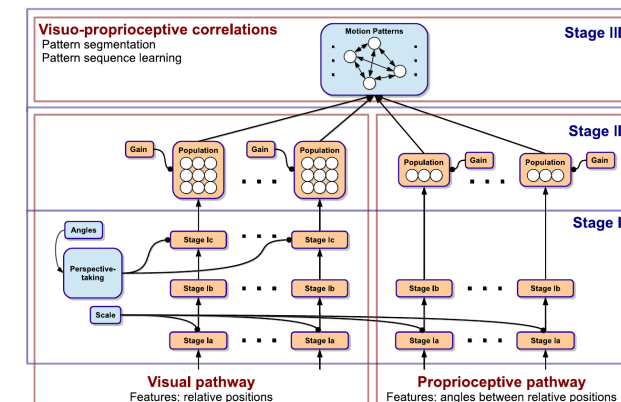 Visuo-proprioceptive correlations
Pattern segmentation
Pattern sequence learning
Motion Patterns
Stage III
Stage II
Gain
Population
Gain
Population
Population
Gain
Population
Gain
Stage I
Angles
Stage Ic
Stage Ic
Perspective-
taking
Stage Ib
Stage Ib
Stage Ib
Stage Ib
Scale
Stage Ia
Stage Ia
Stage Ia
Stage Ia
Visual pathway
Features: relative positions
Proprioceptive pathway
Features: angles between relative positions